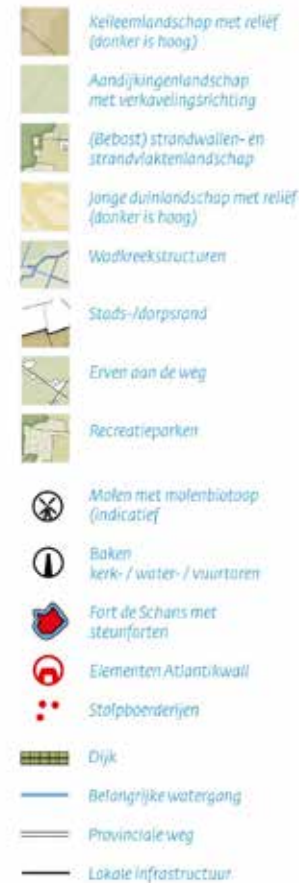 Keileemlandschap met reliëf
(donker is hoog)
Aandijkingenlandschap
met verkavelingsrichting
(Bebost) strandwallen- en
strandvlaktenlandschap
Jonge duinlandschap met reliëf
(donker is hoog)
Wadkreekstructuren
Stads-/dorpsrand
Erven aan de weg
Recreatieparken
Molen met molenbiotoop
(indicatief
Baken
kerk- / water- / vuurtoren
Fort de Schans met
steunforten
Elementen Atlantikwall
Stolpboerderijen
Dijk
Belangrijke watergang
Provinciale weg
Lokale infrastructuur